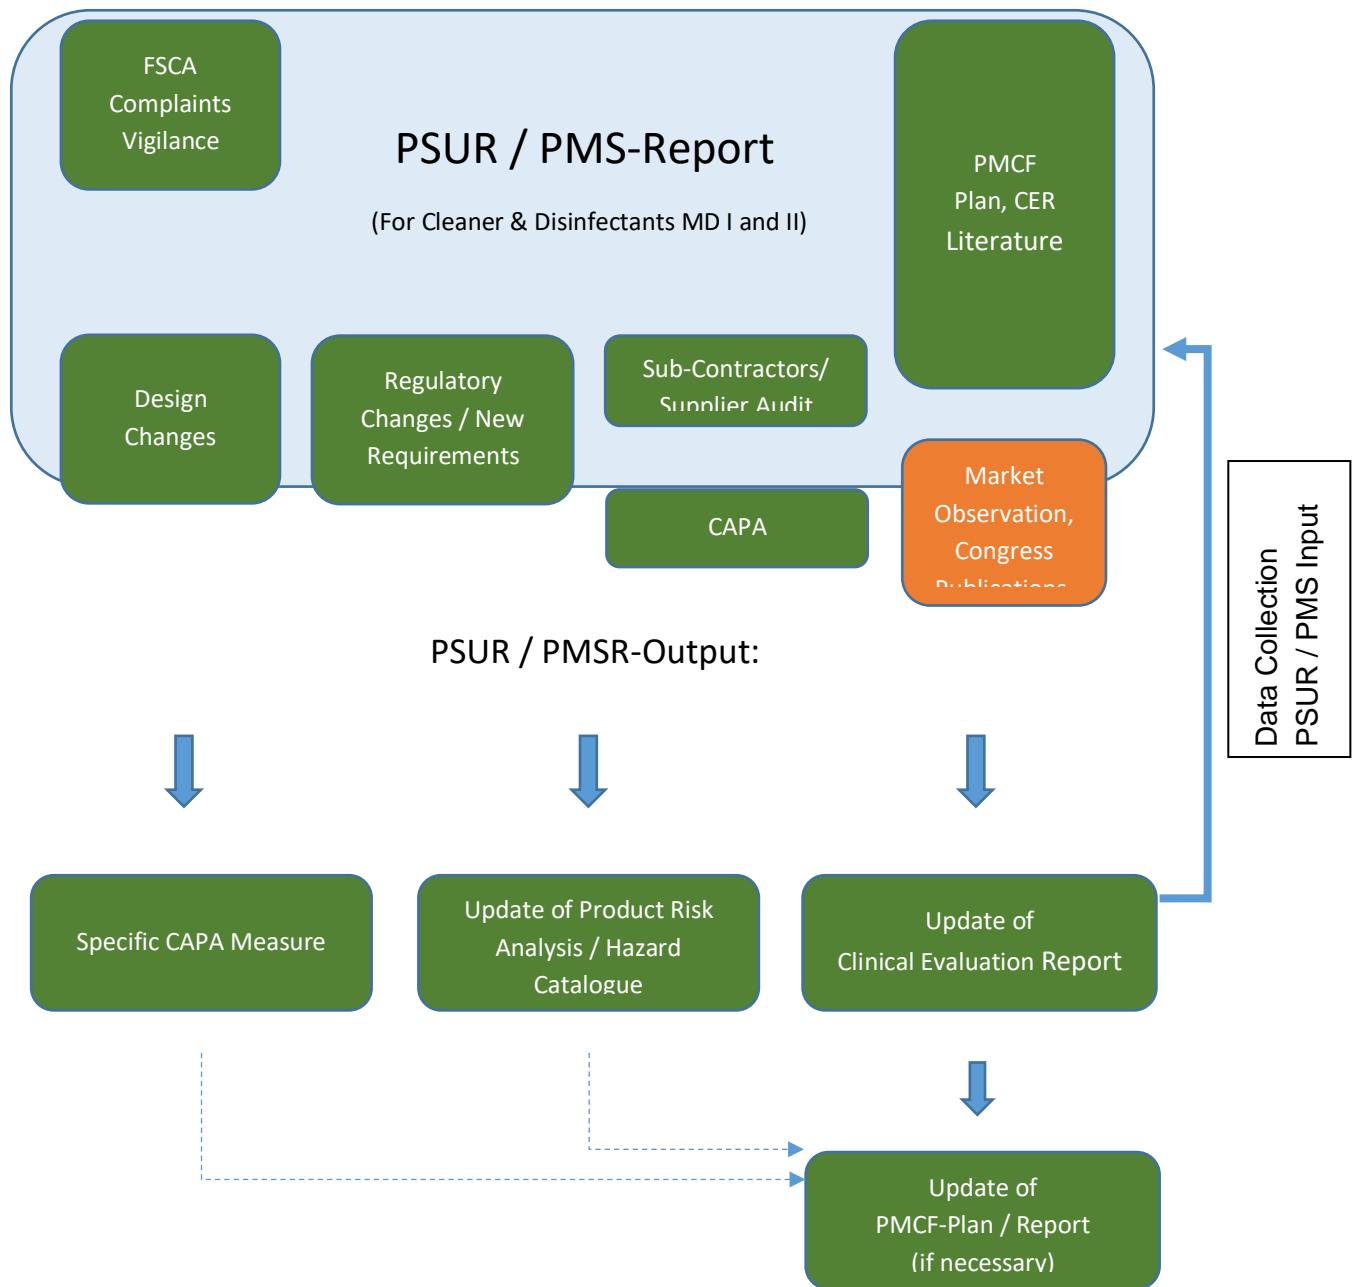 FSCA
Complaints
Vigilance
PSUR / PMS-Report
(For Cleaner & Disinfectants MD I and II)
PMCF
Plan, CER
Literature
Design
Changes
Regulatory
Changes / New
Requirements
Sub-Contractors/
Supplier Audit
CAPA
Market
Observation,
Congress
Publications
Data Collection
PSUR / PMS Input
PSUR / PMSR-Output:
Specific CAPA Measure
Update of Product Risk
Analysis / Hazard
Catalogue
Update of
Clinical Evaluation Report
Update of
PMCF-Plan / Report
(if necessary)